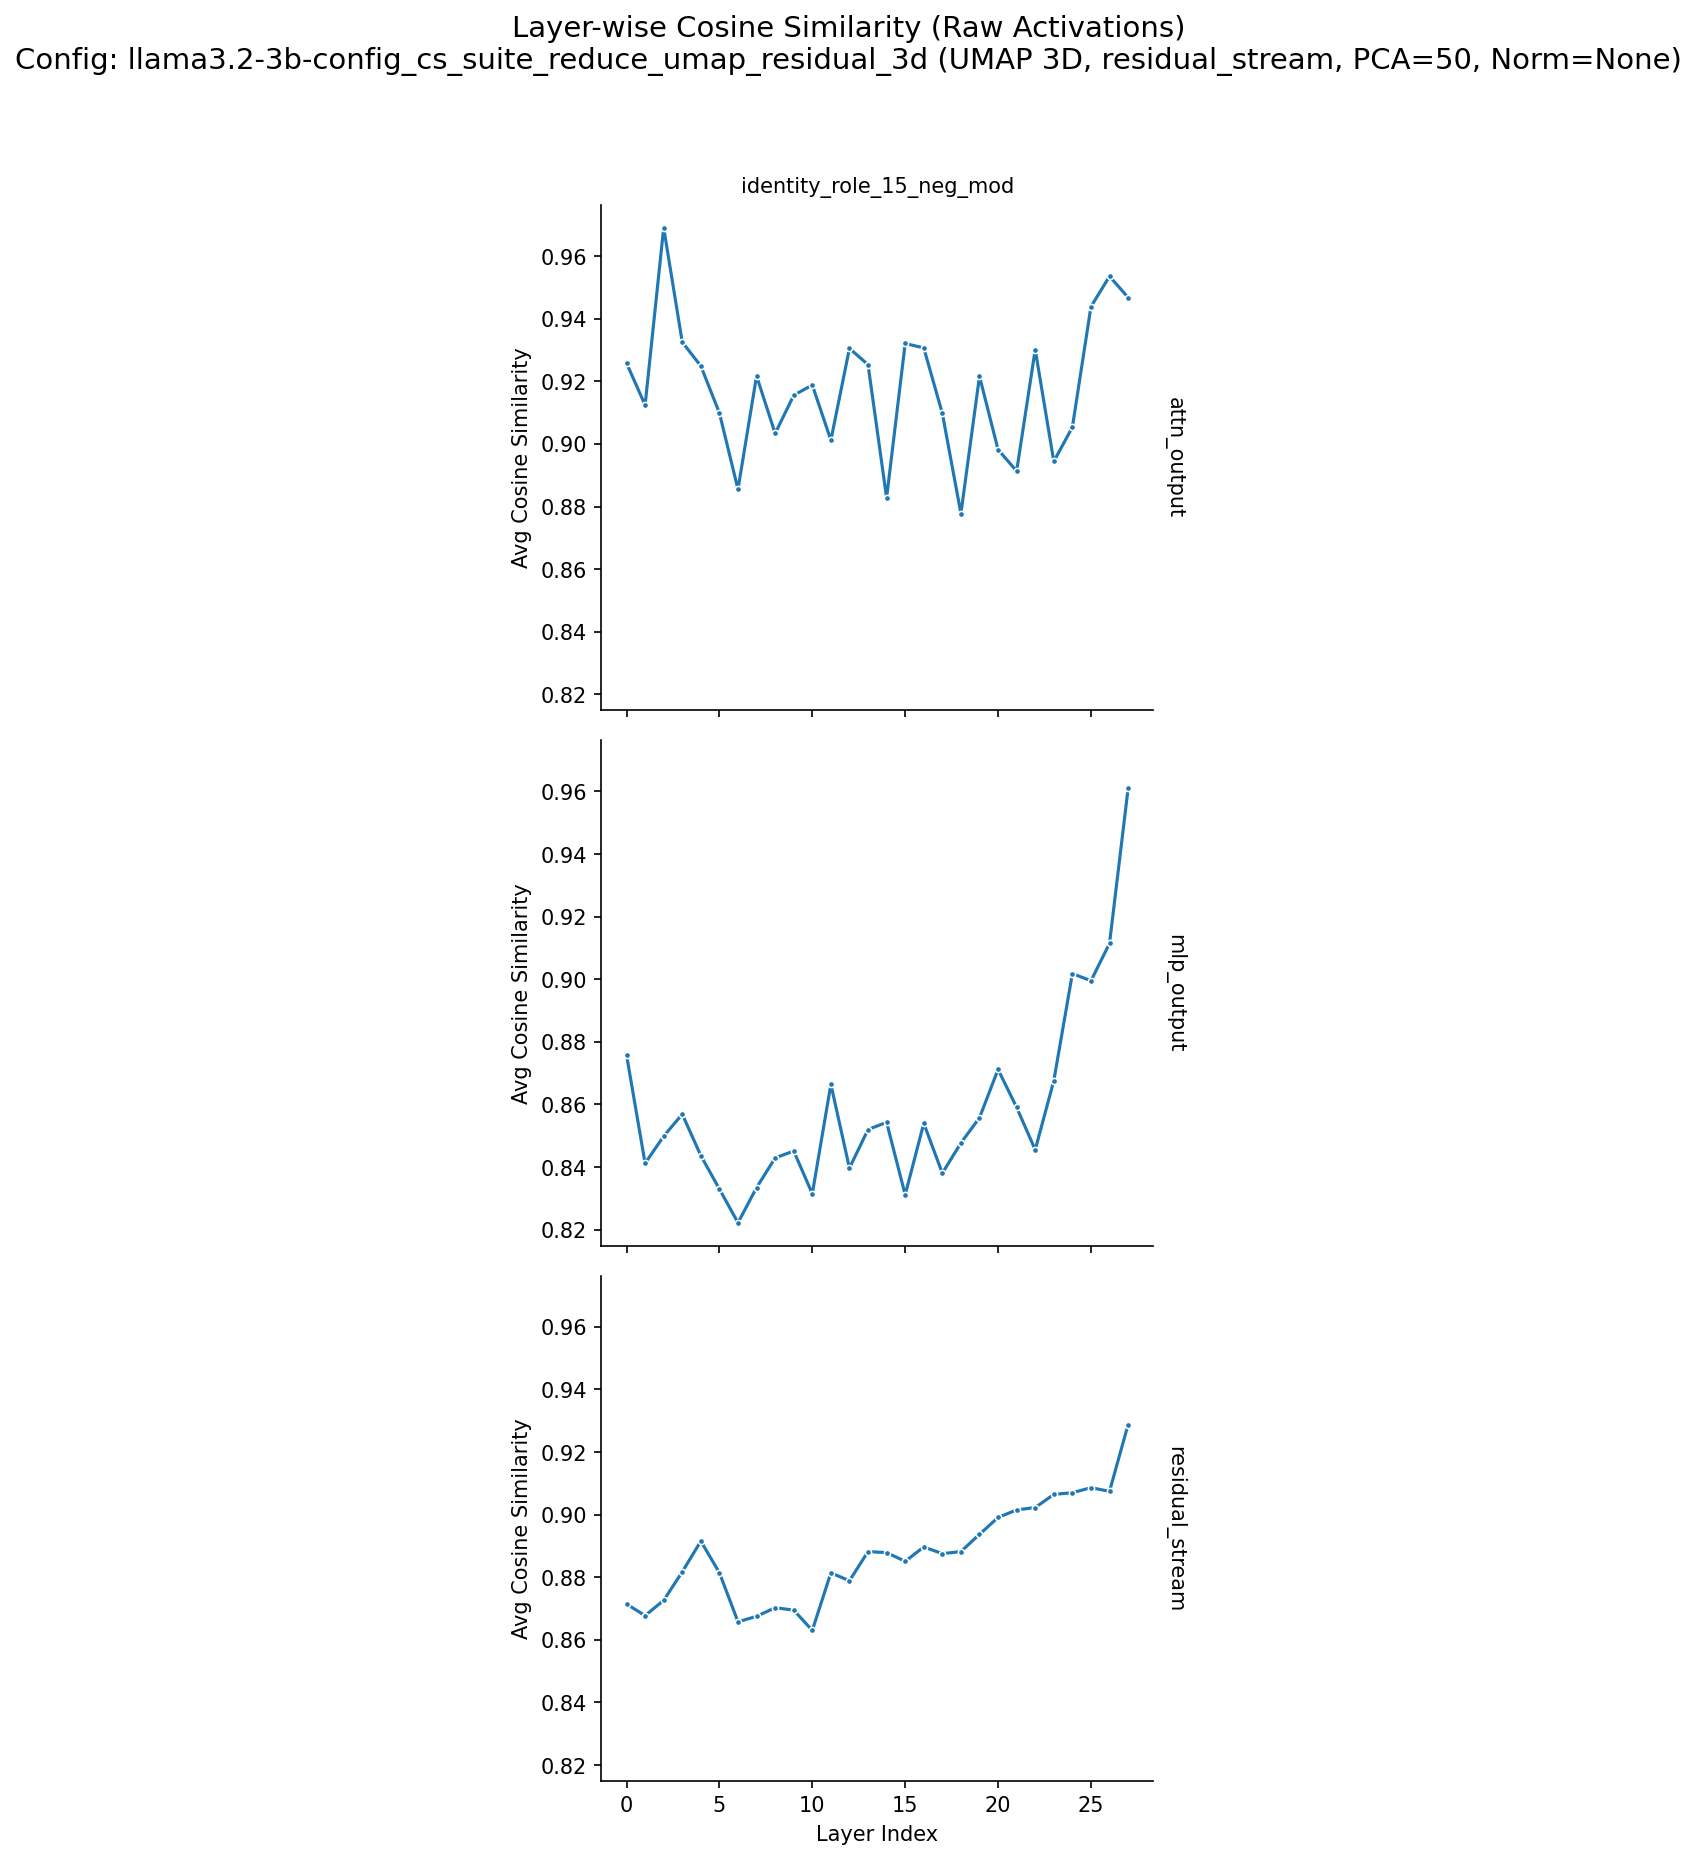 Layer-wise Cosine Similarity (Raw Activations)
Config: llama3.2-3b-config_cs_suite_reduce_umap_residual_3d (UMAP 3D, residual_stream, PCA=50, Norm=None)
identity_role_15_neg_mod
0.96
0.94
0.92
0.90
0.88
0.86
0.84
0.82
Avg Cosine Similarity
attn_output
0.96
0.94
0.92
0.90
0.88
0.86
0.84
0.82
Avg Cosine Similarity
mlp_output
0.96
0.94
0.92
0.90
0.88
0.86
0.84
0.82
Avg Cosine Similarity
residual_stream
0 5 10 15 20 25
Layer Index